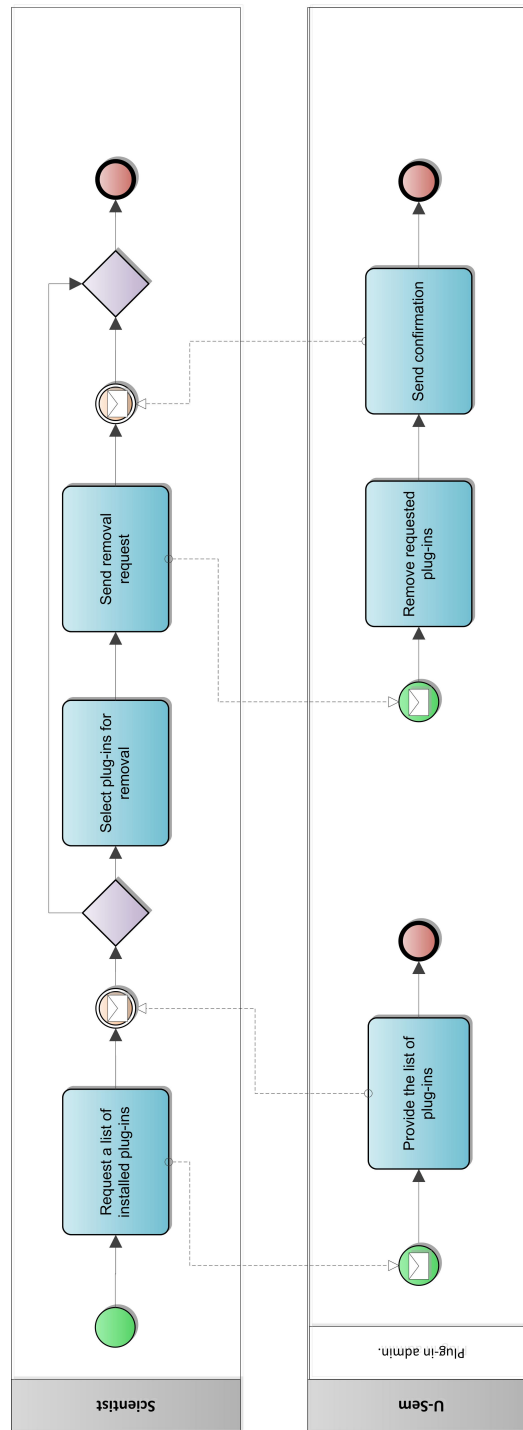 Scientist
Request a list of
installed plug-ins
Select plug-ins for
removal
Send removal
request
U-Sem
Plug-in admin.
Provide the list of
plug-ins
Remove requested
plug-ins
Send confirmation